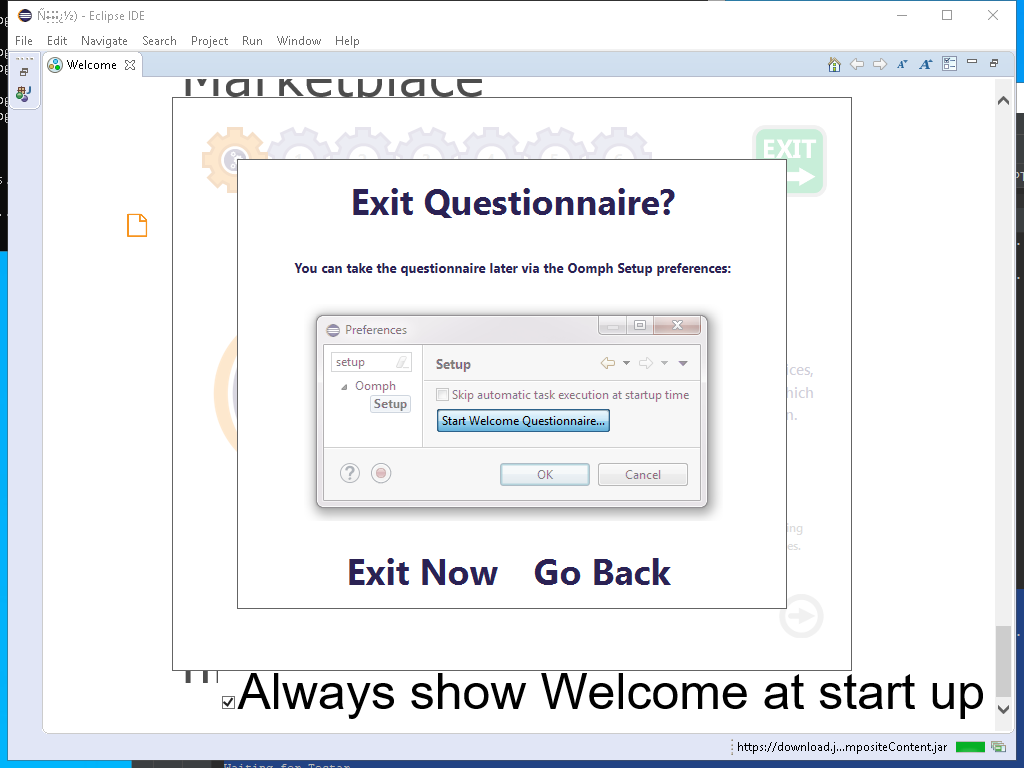 - Eclipse IDE
File Edit Navigate Search Project Run Window Help
Welcome
Marketplace
EXIT
Exit Questionnaire?
You can take the questionnaire later via the Oomph Setup preferences:
Preferences
setup
Setup
Oomph
Setup
Skip automatic task execution at startup time
Start Welcome Questionnaire...
OK Cancel
Exit Now Go Back
Always show Welcome at start up
https://download.j...mpositeContent.jar
Waiting for Testar